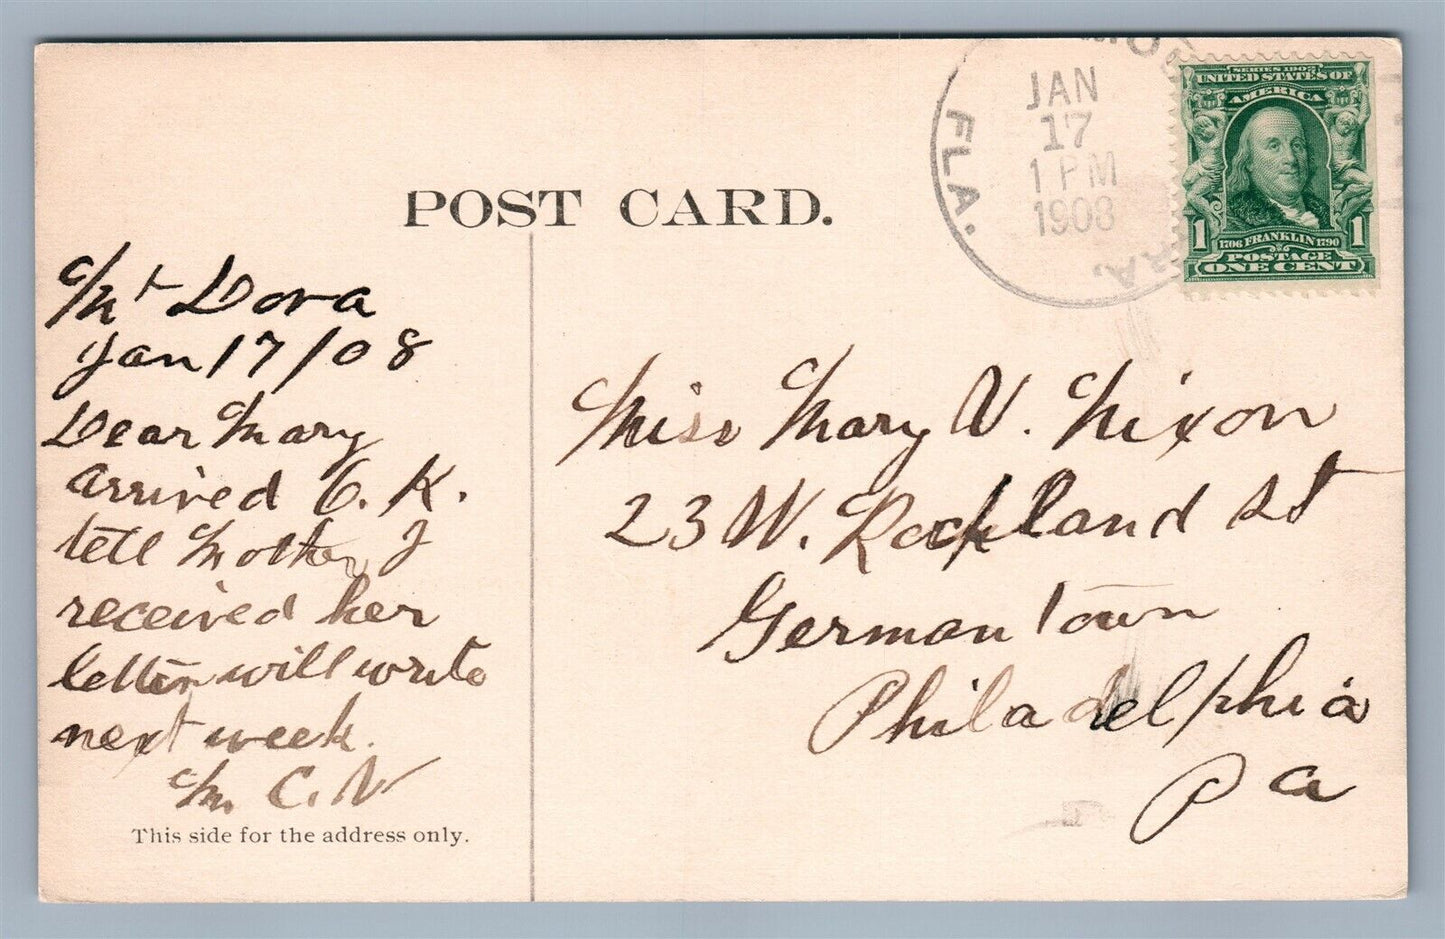 POST CARD.
Mt Dora
Jan 17/08
Dear Mary
arrived O. K.
tell Mother I
received her
letter will write
next week.
M. C. N
This side for the address only.
FLA.
JAN
17
1 PM
1908
SERIES 1902
UNITED STATES OF
AMERICA
1 1706 FRANKLIN 1790 1
POSTAGE
ONE CENT
Miss Mary V. Nixon
23 W. Rockland St
Germantown
Philadelphia
Pa